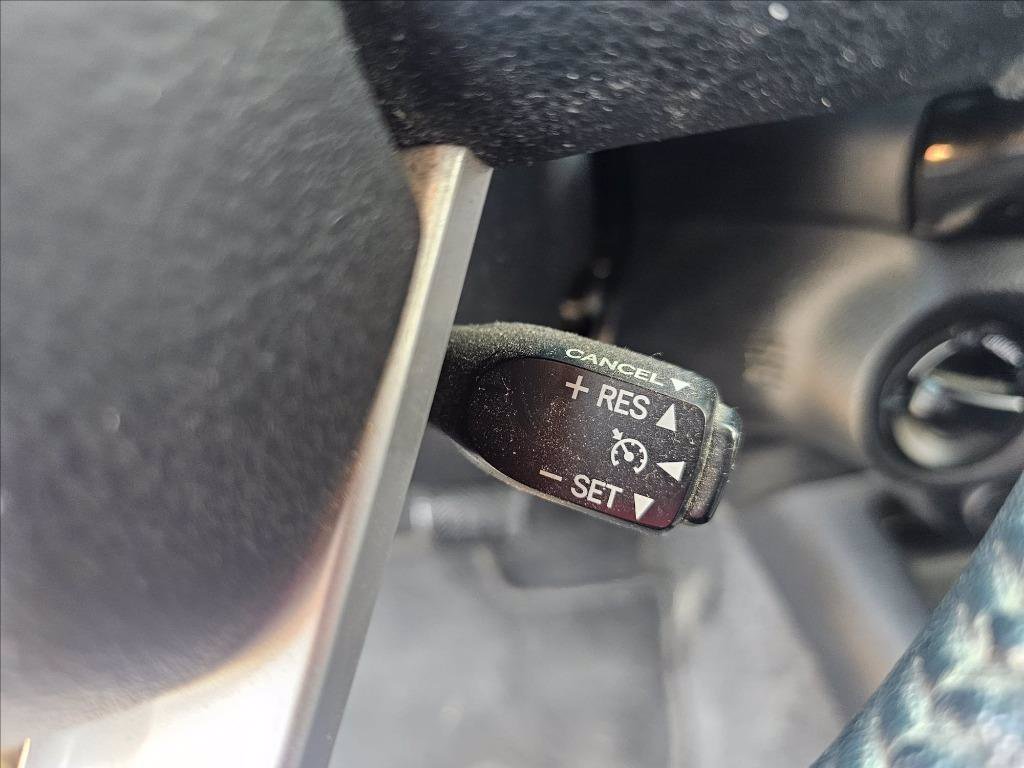 CANCEL ▼
+ RES ▲
◀
− SET ▼